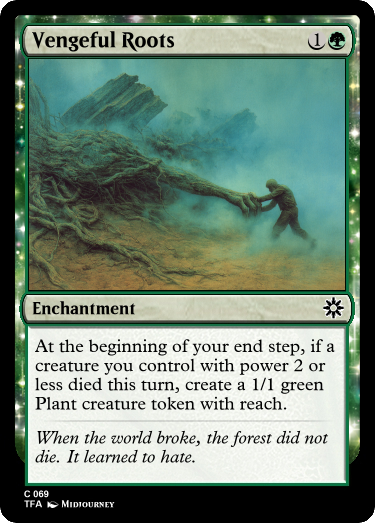 Vengeful Roots 1
Enchantment
At the beginning of your end step, if a
creature you control with power 2 or
less died this turn, create a 1/1 green
Plant creature token with reach.
When the world broke, the forest did not
die. It learned to hate.
C 069
TFA Midjourney